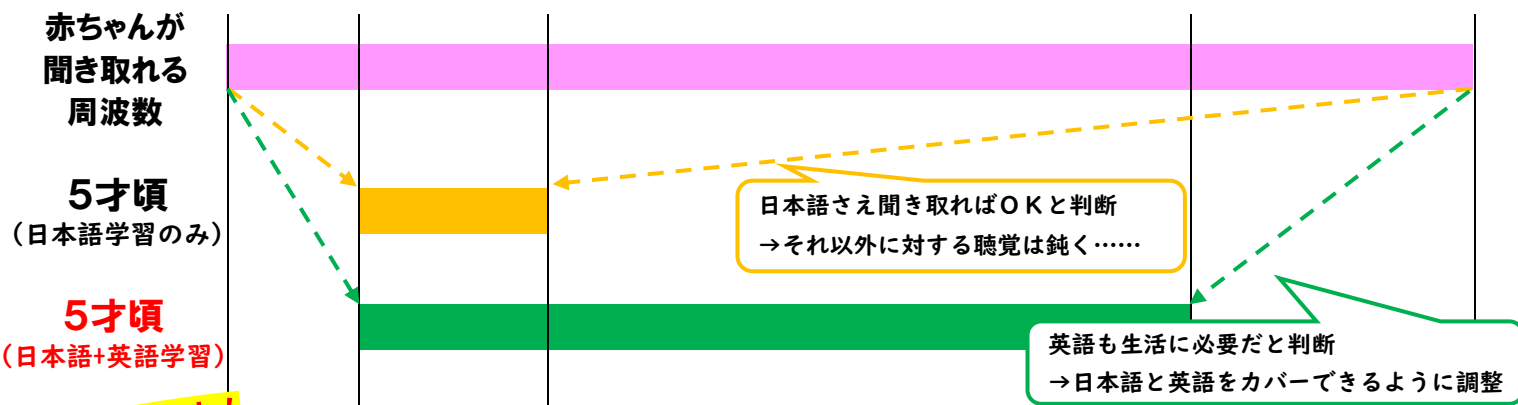 赤ちゃんが
聞き取れる
周波数
5才頃
（日本語学習のみ）
日本語さえ聞き取ればＯＫと判断
→それ以外に対する聴覚は鈍く……
5才頃
（日本語+英語学習）
英語も生活に必要だと判断
→日本語と英語をカバーできるように調整